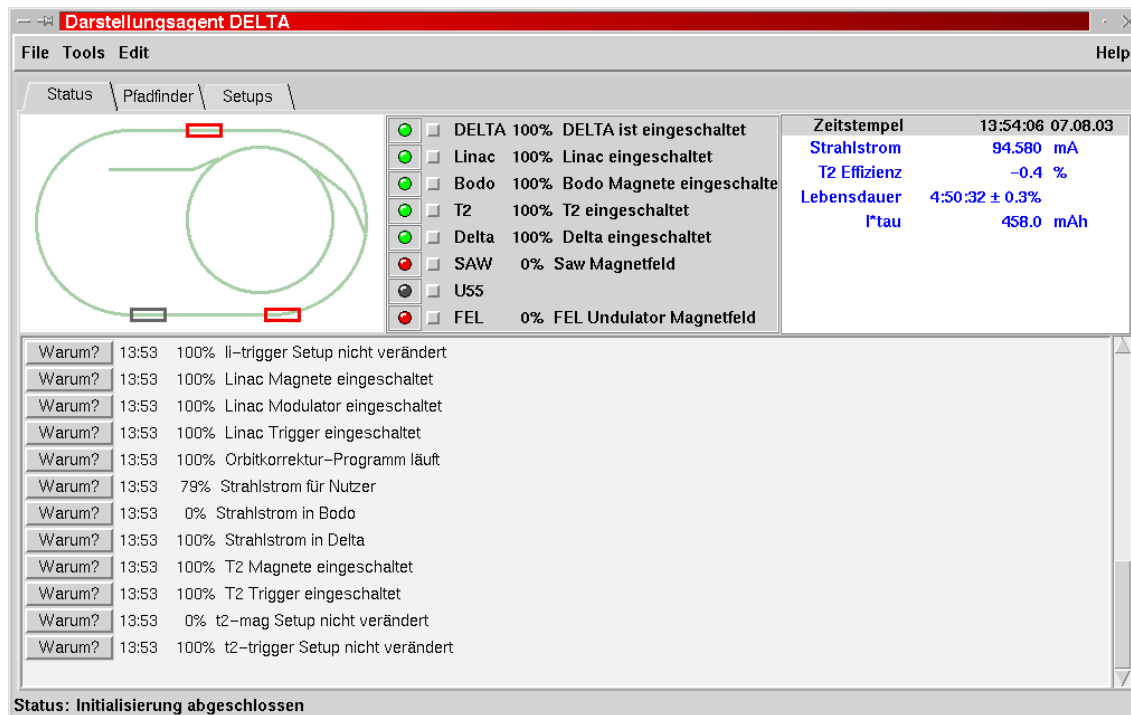 Darstellungsagent DELTA
File Tools Edit Help
Status Pfadfinder Setups
DELTA 100% DELTA ist eingeschaltet
Linac 100% Linac eingeschaltet
Bodo 100% Bodo Magnete eingeschalte
T2 100% T2 eingeschaltet
Delta 100% Delta eingeschaltet
SAW 0% Saw Magnetfeld
U55
FEL 0% FEL Undulator Magnetfeld
Zeitstempel 13:54:06 07.08.03
Strahlstrom 94.580 mA
T2 Effizienz −0.4 %
Lebensdauer 4:50:32 ± 0.3%
I*tau 458.0 mAh
Warum? 13:53 100% li−trigger Setup nicht verändert
Warum? 13:53 100% Linac Magnete eingeschaltet
Warum? 13:53 100% Linac Modulator eingeschaltet
Warum? 13:53 100% Linac Trigger eingeschaltet
Warum? 13:53 100% Orbitkorrektur−Programm läuft
Warum? 13:53 79% Strahlstrom für Nutzer
Warum? 13:53 0% Strahlstrom in Bodo
Warum? 13:53 100% Strahlstrom in Delta
Warum? 13:53 100% T2 Magnete eingeschaltet
Warum? 13:53 100% T2 Trigger eingeschaltet
Warum? 13:53 0% t2−mag Setup nicht verändert
Warum? 13:53 100% t2−trigger Setup nicht verändert
Status: Initialisierung abgeschlossen